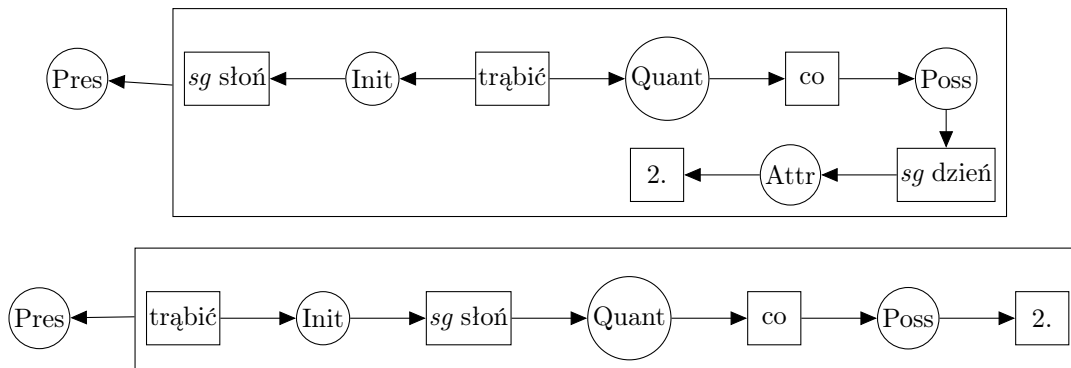 Pres sg słoń Init trąbić Quant co Poss
2. Attr sg dzień
Pres trąbić Init sg słoń Quant co Poss 2.